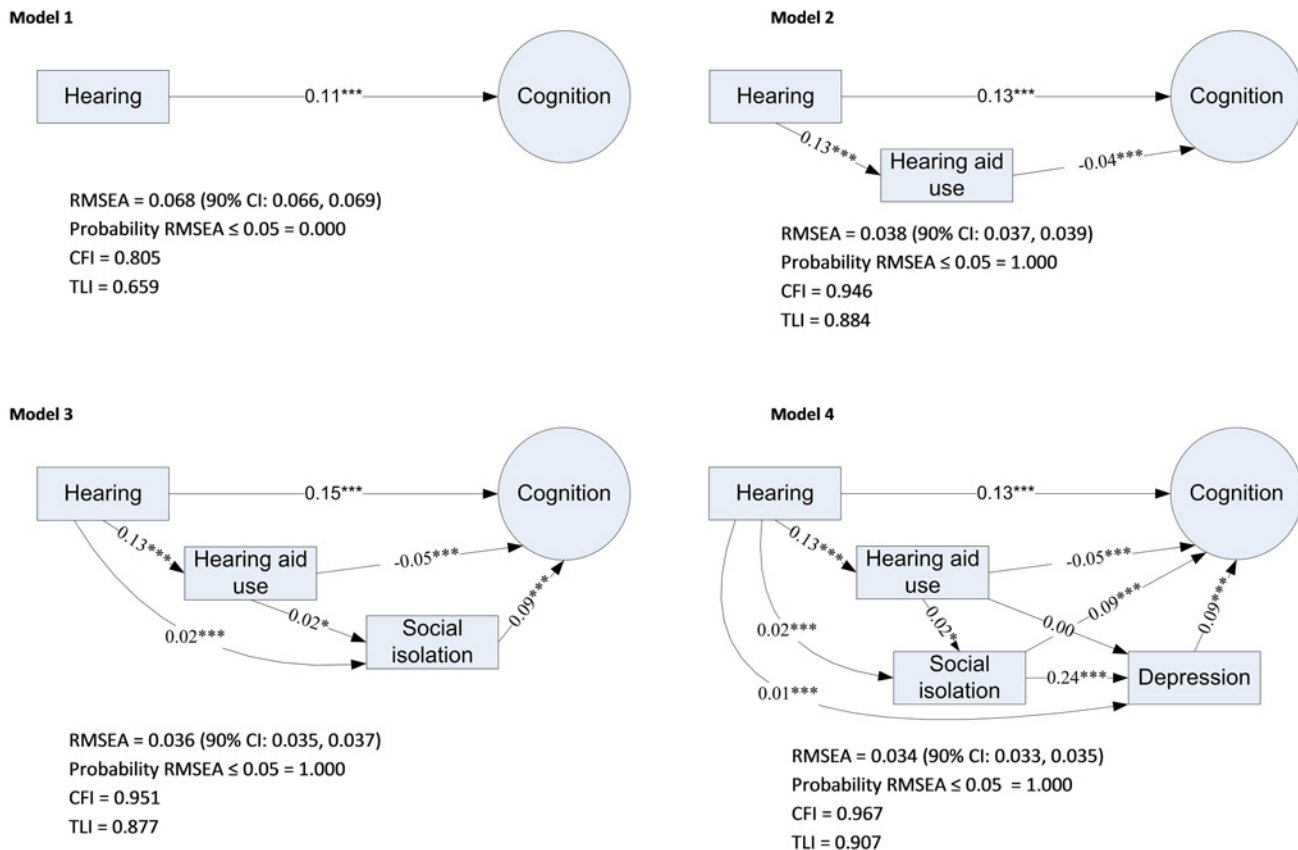 Model 1
Hearing
0.11***
Cognition
RMSEA = 0.068 (90% CI: 0.066, 0.069)
Probability RMSEA ≤ 0.05 = 0.000
CFI = 0.805
TLI = 0.659
Model 2
Hearing
0.13***
Cognition
0.13***
Hearing aid
use
-0.04***
RMSEA = 0.038 (90% CI: 0.037, 0.039)
Probability RMSEA ≤ 0.05 = 1.000
CFI = 0.946
TLI = 0.884
Model 3
Hearing
0.15***
Cognition
0.13***
Hearing aid
use
-0.05***
0.02*
0.09***
0.02***
Social
isolation
RMSEA = 0.036 (90% CI: 0.035, 0.037)
Probability RMSEA ≤ 0.05 = 1.000
CFI = 0.951
TLI = 0.877
Model 4
Hearing
0.13***
Cognition
0.13***
Hearing aid
use
-0.05***
0.09***
0.09***
0.02*
0.00
0.02***
Social
isolation
0.24***
Depression
0.01***
RMSEA = 0.034 (90% CI: 0.033, 0.035)
Probability RMSEA ≤ 0.05 = 1.000
CFI = 0.967
TLI = 0.907